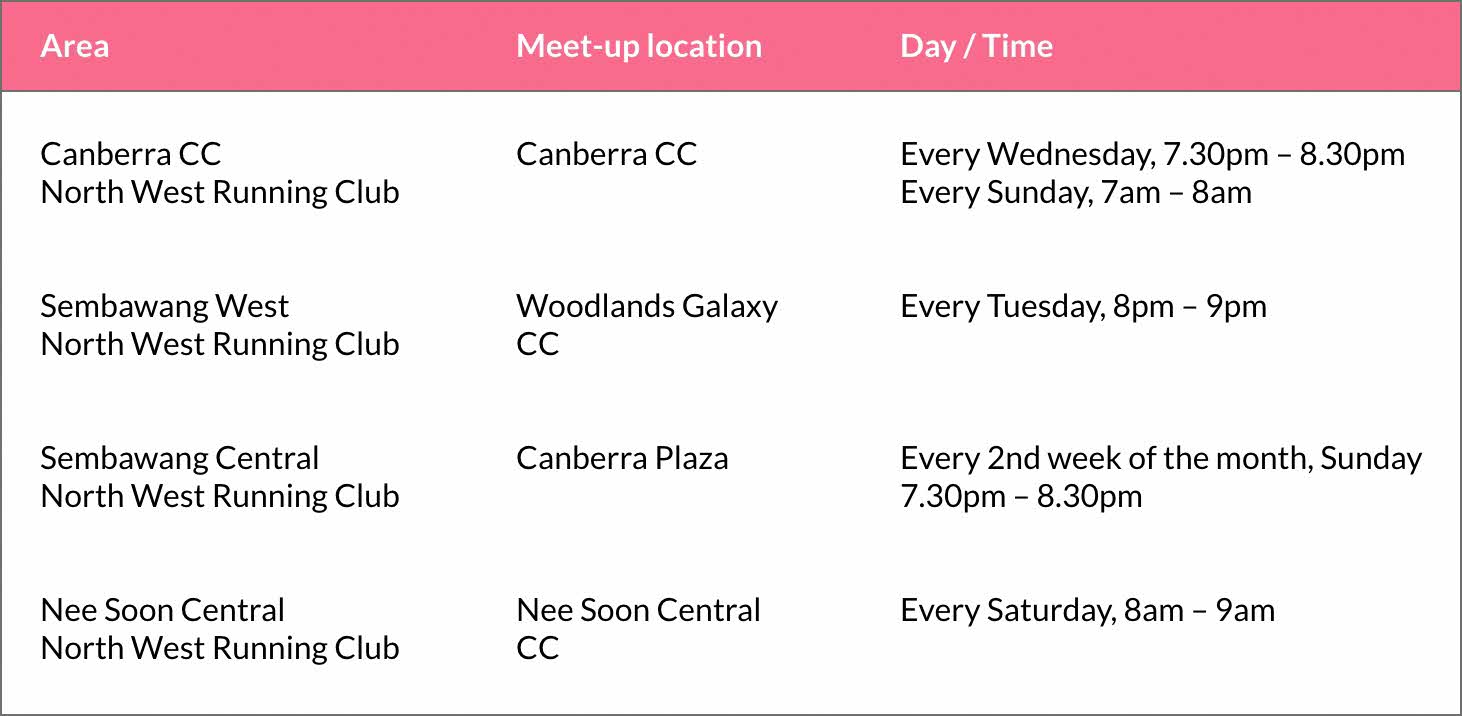 Area Meet-up location Day / Time
Canberra CC Canberra CC Every Wednesday, 7.30pm – 8.30pm
North West Running Club Every Sunday, 7am – 8am
Sembawang West Woodlands Galaxy Every Tuesday, 8pm – 9pm
North West Running Club CC
Sembawang Central Canberra Plaza Every 2nd week of the month, Sunday
North West Running Club 7.30pm – 8.30pm
Nee Soon Central Nee Soon Central Every Saturday, 8am – 9am
North West Running Club CC